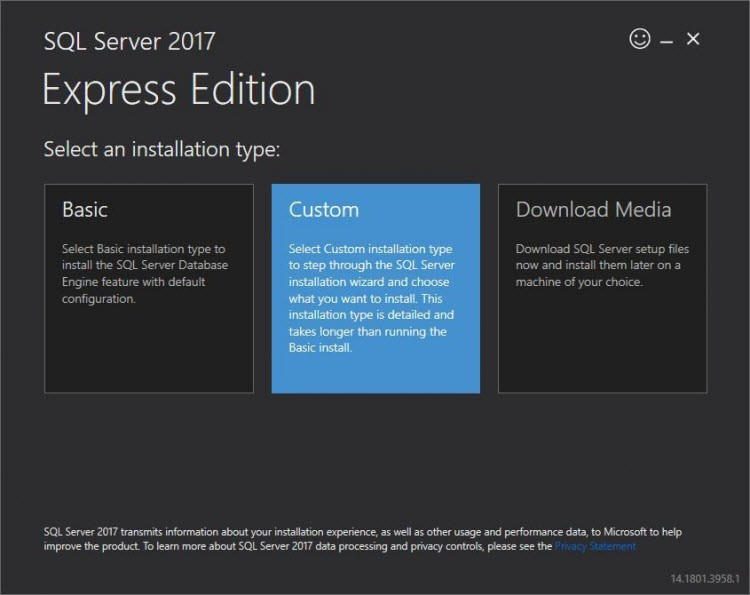 SQL Server 2017
Express Edition
Select an installation type:
Basic
Select Basic installation type to
install the SQL Server Database
Engine feature with default
configuration.
Custom
Select Custom installation type
to step through the SQL Server
installation wizard and choose
what you want to install. This
installation type is detailed and
takes longer than running the
Basic install.
Download Media
Download SQL Server setup files
now and install them later on a
machine of your choice.
SQL Server 2017 transmits information about your installation experience, as well as other usage and performance data, to Microsoft to help
improve the product. To learn more about SQL Server 2017 data processing and privacy controls, please see the Privacy Statement
14.1801.3958.1